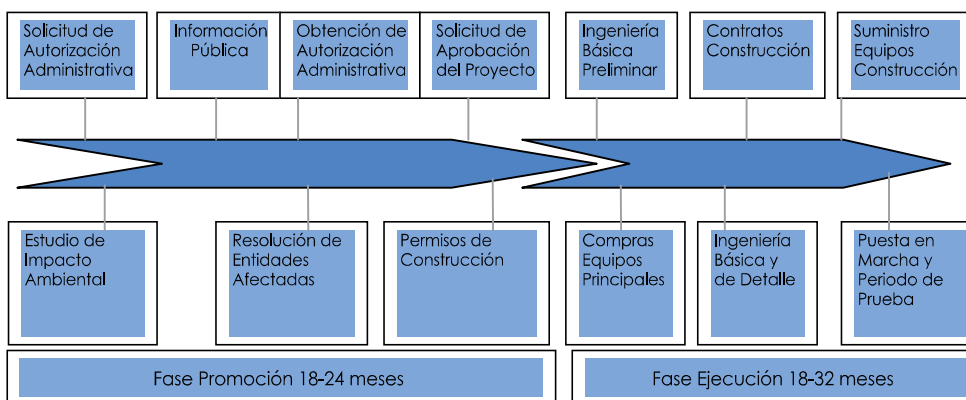 Solicitud de
Autorización
Administrativa
Información
Pública
Obtención de
Autorización
Administrativa
Solicitud de
Aprobación
del Proyecto
Ingeniería
Básica
Preliminar
Contratos
Construcción
Suministro
Equipos
Construcción
Estudio de
Impacto
Ambiental
Resolución de
Entidades
Afectadas
Permisos de
Construcción
Compras
Equipos
Principales
Ingeniería
Básica y
de Detalle
Puesta en
Marcha y
Periodo de
Prueba
Fase Promoción 18-24 meses
Fase Ejecución 18-32 meses